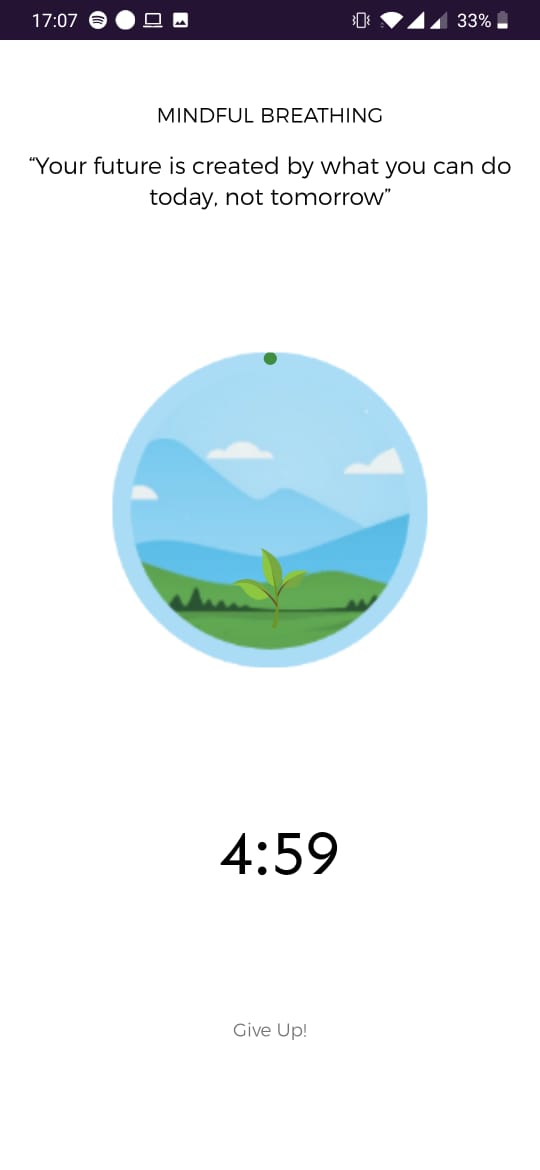 17:07
33%
MINDFUL BREATHING
“Your future is created by what you can do
today, not tomorrow”
4:59
Give Up!